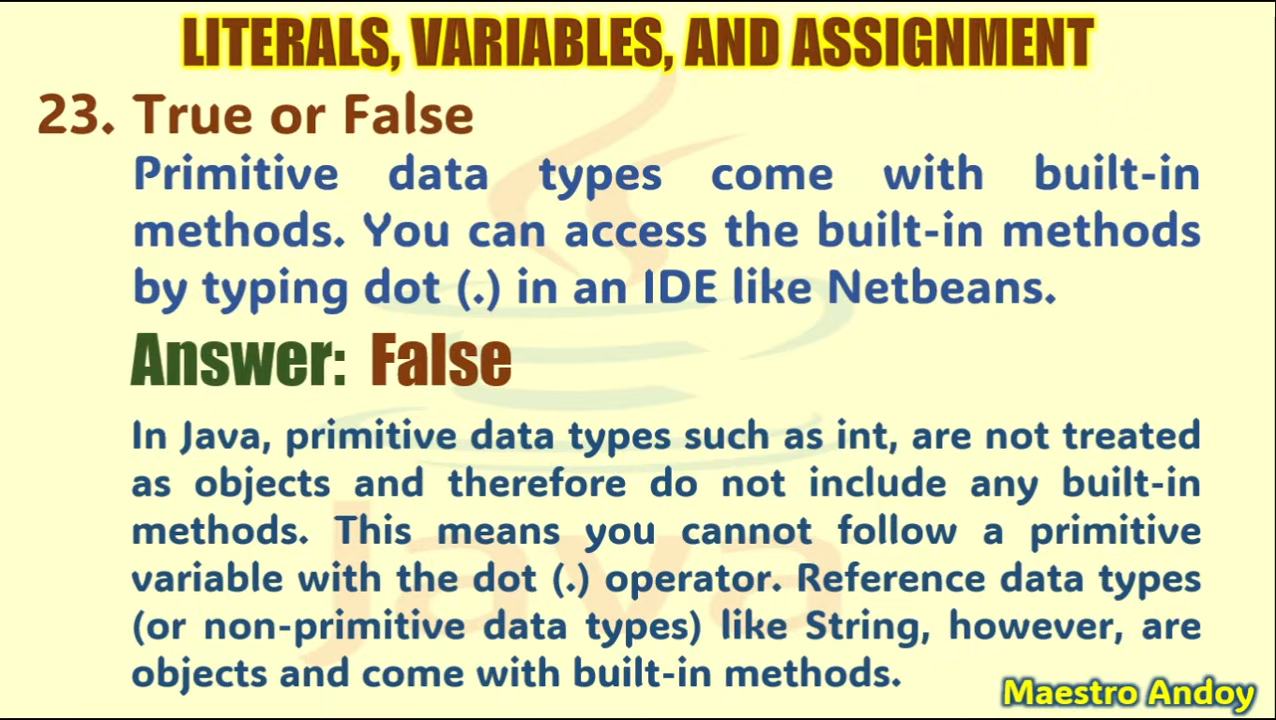 LITERALS, VARIABLES, AND ASSIGNMENT
23. True or False
Primitive data types come with built-in
methods. You can access the built-in methods
by typing dot (.) in an IDE like Netbeans.
Answer: False
In Java, primitive data types such as int, are not treated
as objects and therefore do not include any built-in
methods. This means you cannot follow a primitive
variable with the dot (.) operator. Reference data types
(or non-primitive data types) like String, however, are
objects and come with built-in methods.
Java
Maestro Andoy